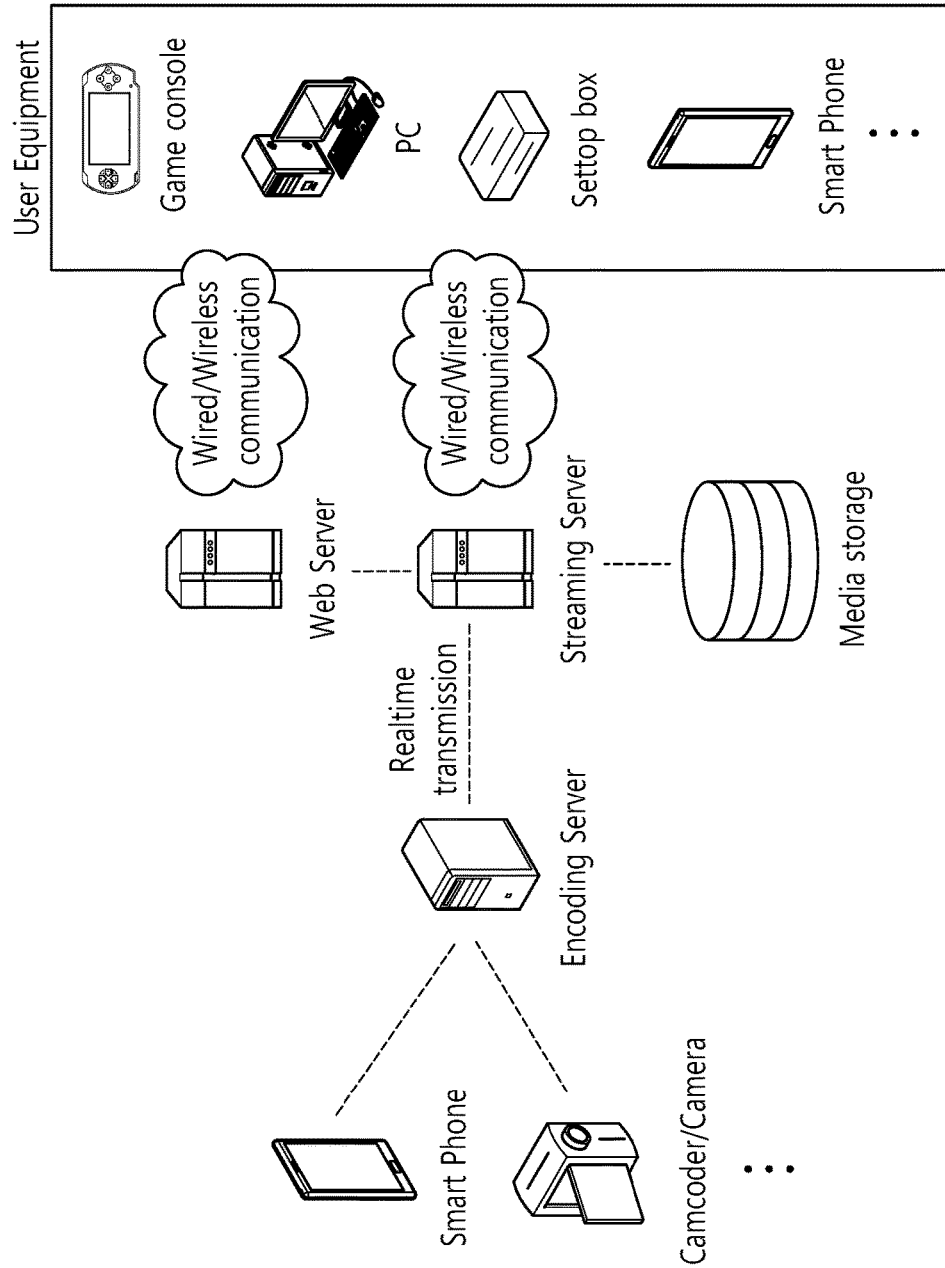 User Equipment
Game console
PC
Settop box
Smart Phone
Wired/Wireless
communication
Wired/Wireless
communication
Web Server
Streaming Server
Media storage
Realtime
transmission
Encoding Server
Smart Phone
Camcoder/Camera